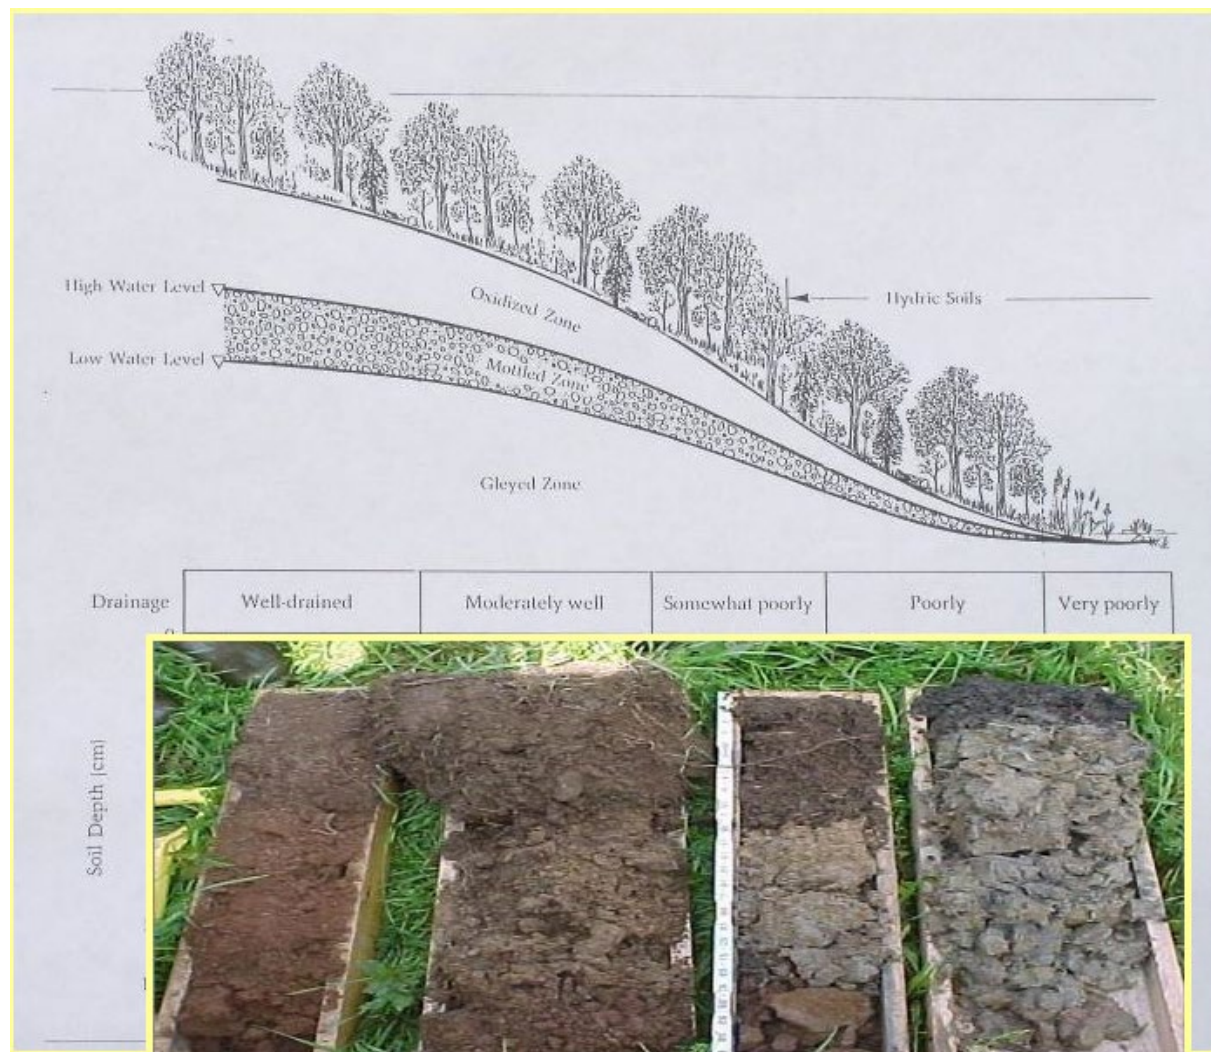 High Water Level
Hydric Soils
Oxidized Zone
Low Water Level
Mottled Zone
Gleyed Zone
Drainage
Well-drained
Moderately well
Somewhat poorly
Poorly
Very poorly
Soil Depth (cm)